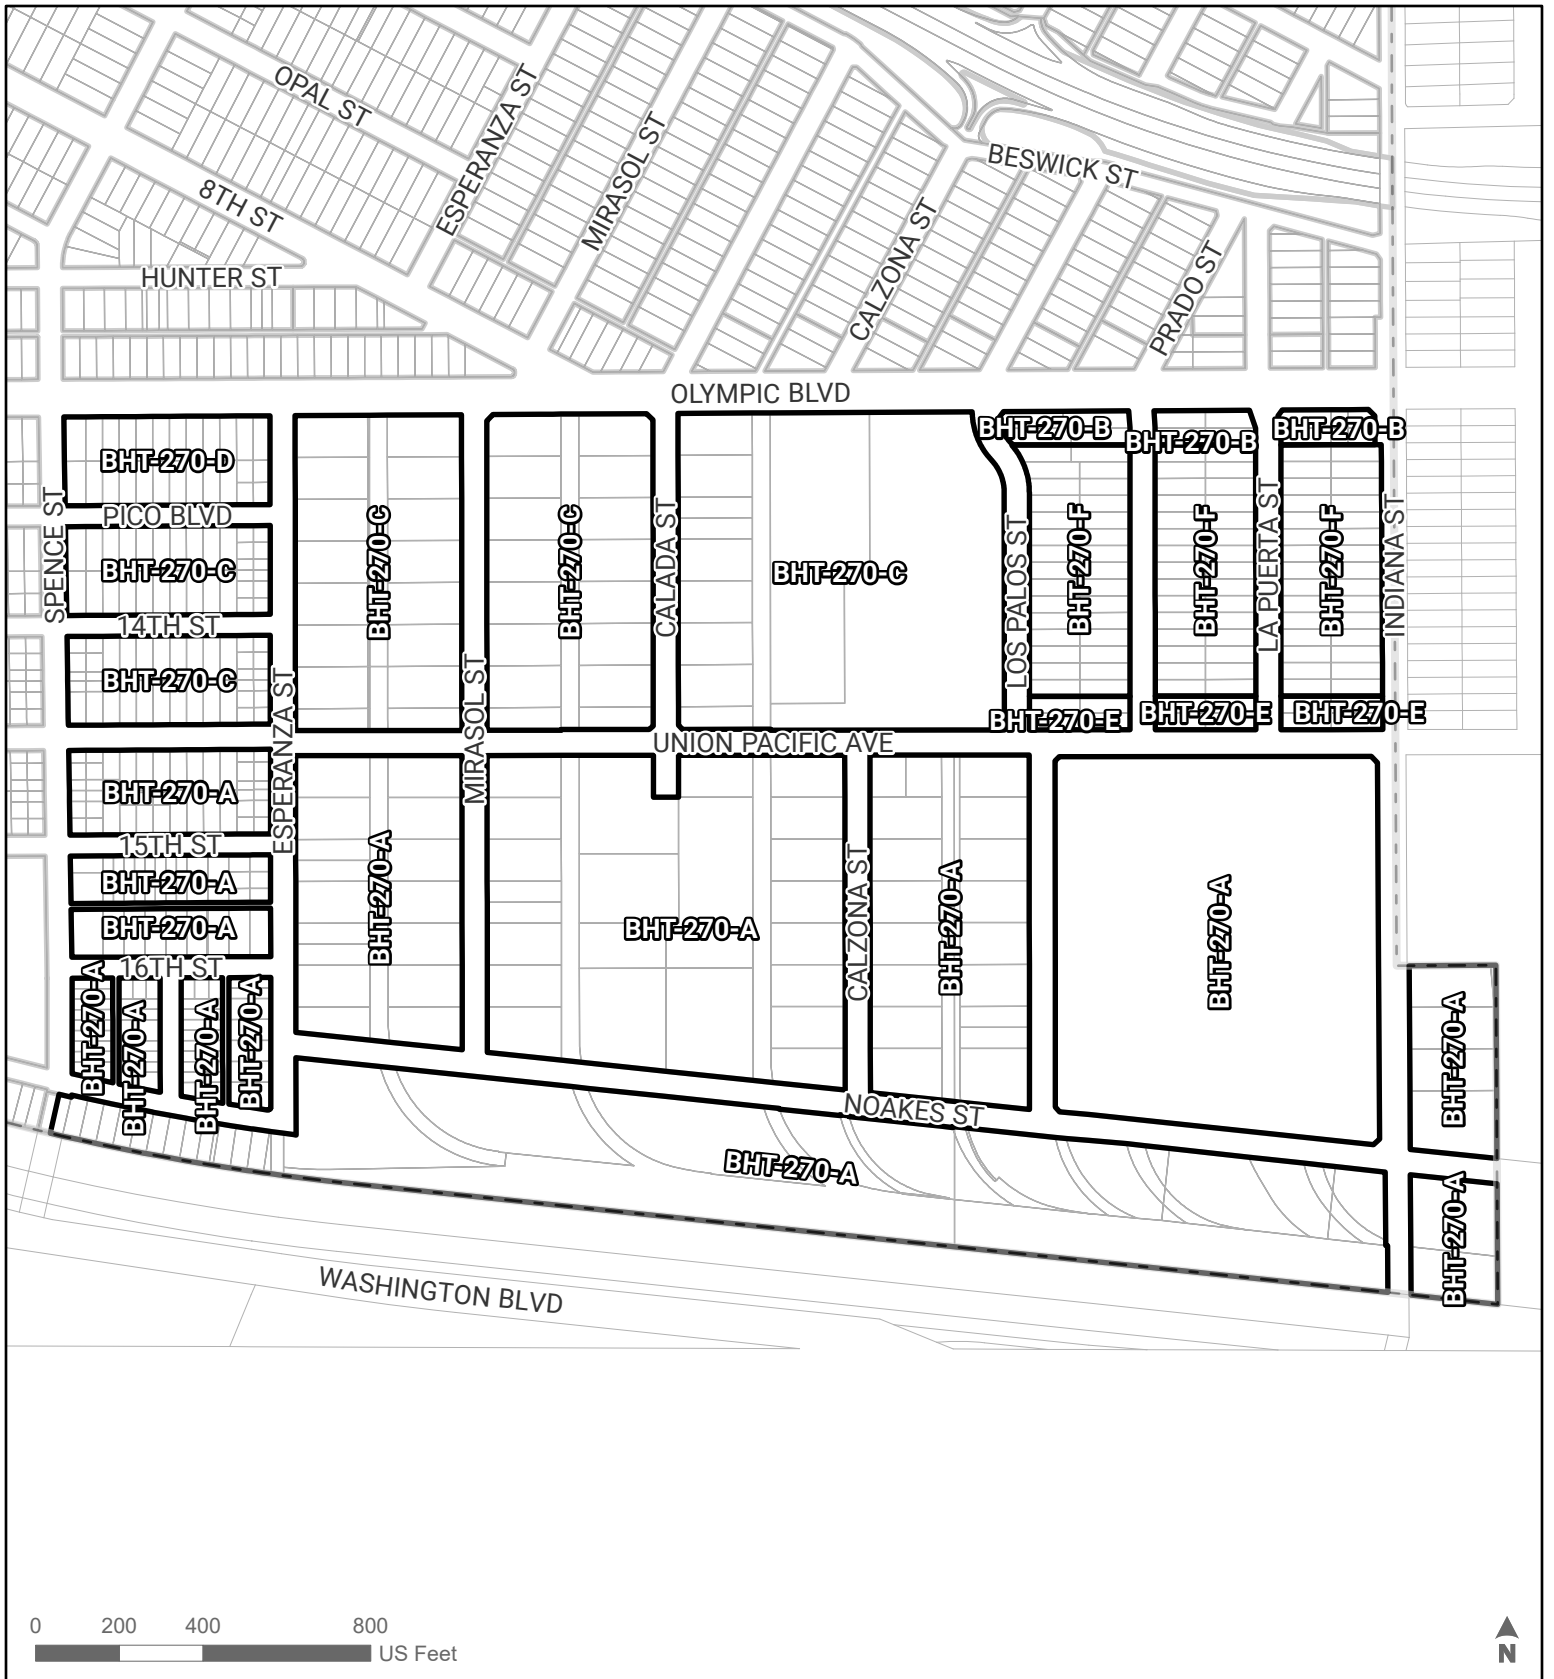 OPAL ST
ESPERANZA ST
MIRASOL ST
BESWICK ST
8TH ST
CALZONA ST
HUNTER ST
PRADO ST
OLYMPIC BLVD
BHT-270-B
BHT-270-B
BHT-270-B
BHT-270-D
SPENCE ST
PICO BLVD
BHT-270-C
BHT-270-C
BHT-270-C
CALADA ST
BHT-270-C
LOS PALOS ST
BHT-270-F
BHT-270-F
LA PUERTA ST
BHT-270-F
INDIANA ST
14TH ST
BHT-270-C
ESPERANZA ST
MIRASOL ST
BHT-270-E
BHT-270-E
BHT-270-E
UNION PACIFIC AVE
BHT-270-A
15TH ST
BHT-270-A
BHT-270-A
BHT-270-A
BHT-270-A
CALZONA ST
BHT-270-A
BHT-270-A
16TH ST
BHT-270-A
BHT-270-A
BHT-270-A
BHT-270-A
BHT-270-A
NOAKES ST
BHT-270-A
BHT-270-A
WASHINGTON BLVD
0 200 400 800
US Feet
N